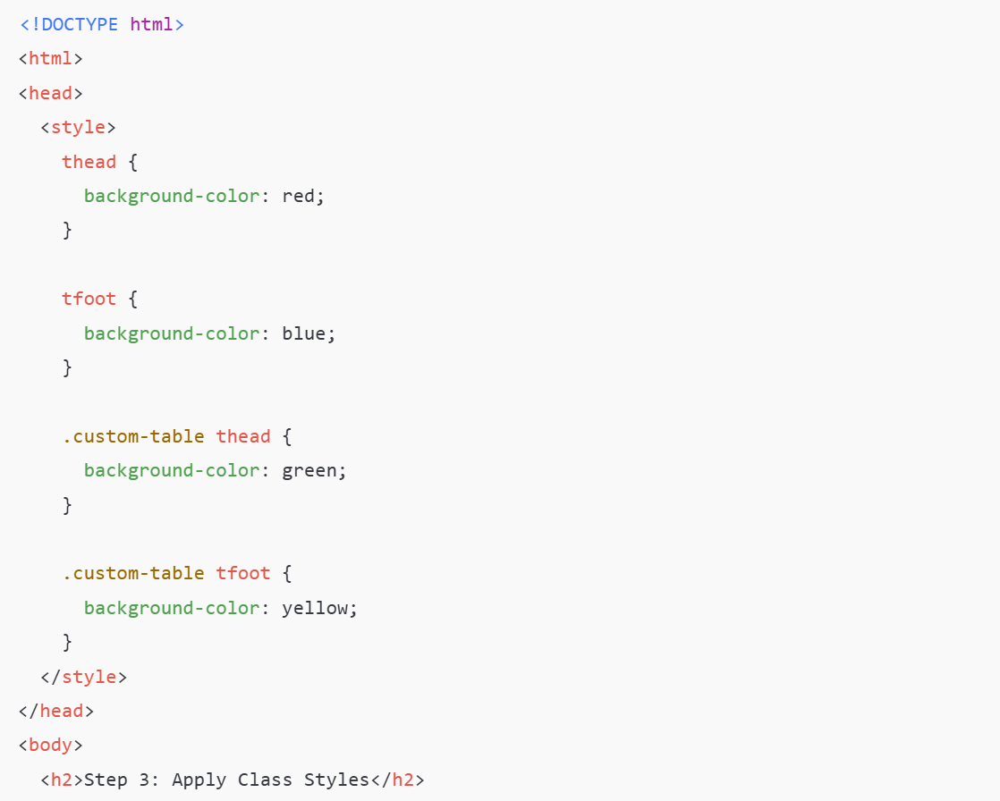 <!DOCTYPE html>
<html>
<head>
  <style>
    thead {
      background-color: red;
    }

    tfoot {
      background-color: blue;
    }

    .custom-table thead {
      background-color: green;
    }

    .custom-table tfoot {
      background-color: yellow;
    }
  </style>
</head>
<body>
  <h2>Step 3: Apply Class Styles</h2>